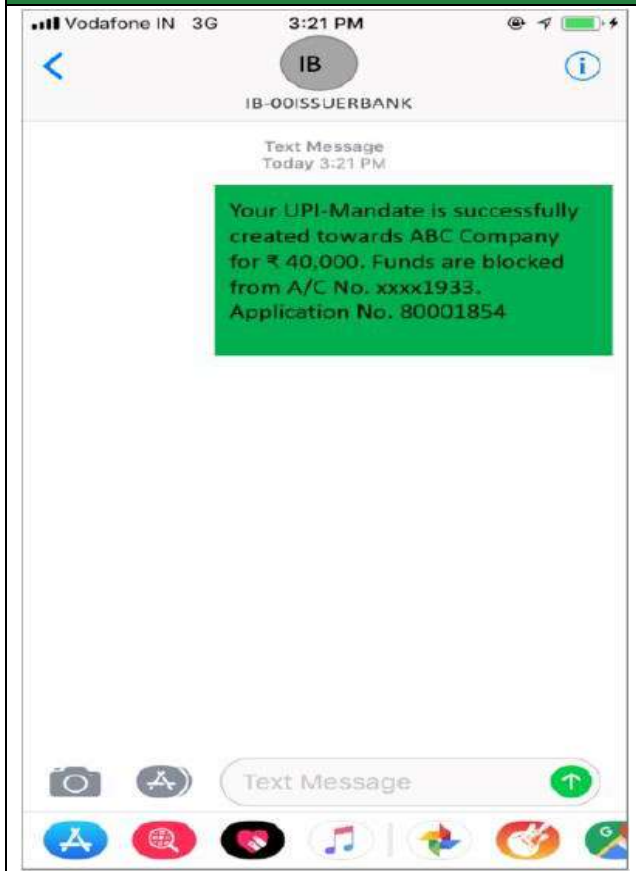 Vodafone IN 3G 3:21 PM
IB
IB-00ISSUERBANK
Text Message
Today 3:21 PM
Your UPI-Mandate is successfully
created towards ABC Company
for ₹ 40,000. Funds are blocked
from A/C No. xxxx1933.
Application No. 80001854
Text Message